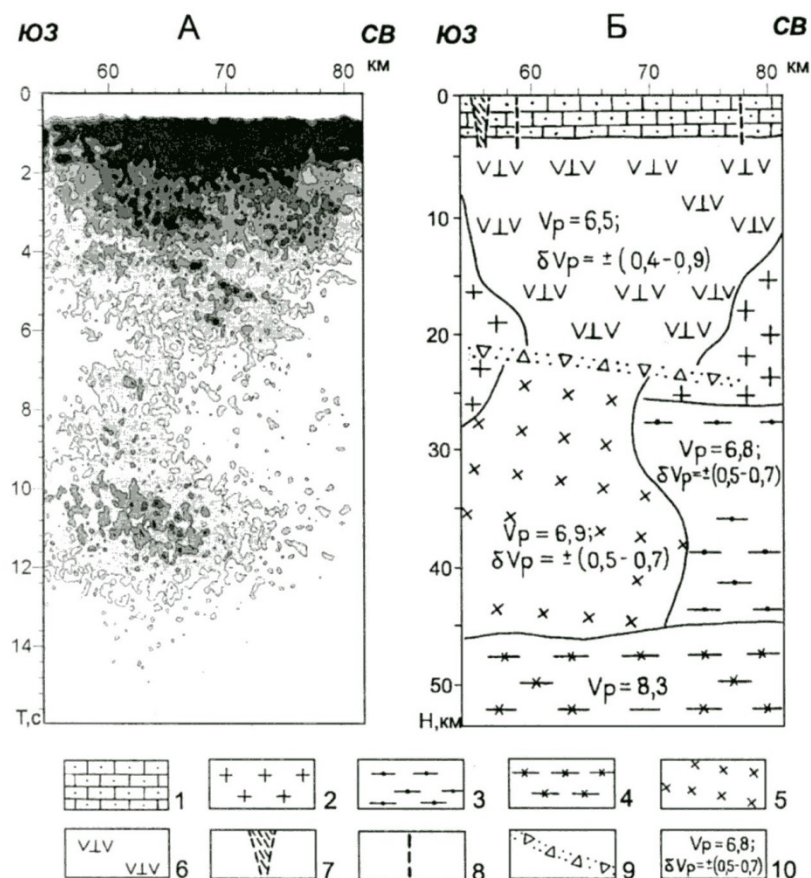 ЮЗ А СВ
60 70 80 км
0
2
4
6
8
10
12
14
Т,с
ЮЗ Б СВ
60 70 80 км
0
10
20
30
40
50
Н,км
Vp=6,5;
δVp=±(0,4-0,9)
Vp=6,8;
δVp=±(0,5-0,7)
Vp=6,9;
δVp=±(0,5-0,7)
Vp=8,3
1
2
3
4
5
6
7
8
9
Vp=6,8;
δVp=±(0,5-0,7)
10